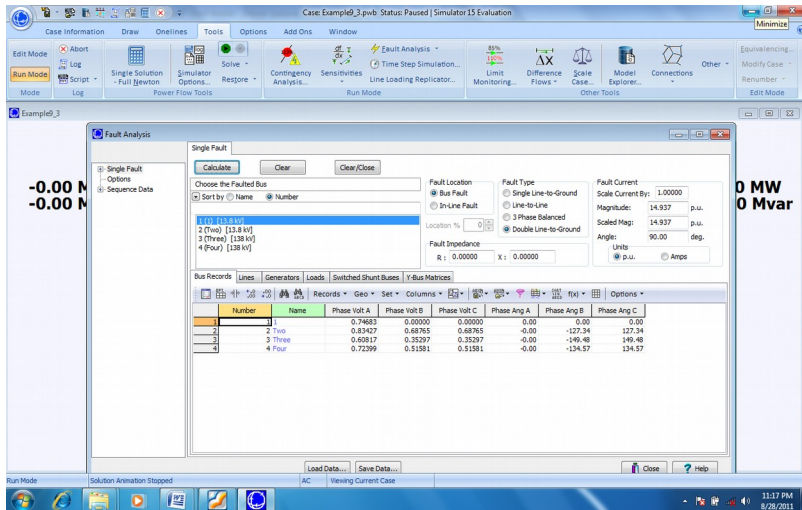 Case: Example9_3.pwb Status: Paused | Simulator 15 Evaluation
Minimize
Case Information Draw Onelines Tools Options Add Ons Window
Edit Mode
Run Mode
Mode
Abort
Log
Script
Log
Single Solution - Full Newton
Simulator Options...
Solve
Restore
Power Flow Tools
Contingency Analysis...
Sensitivities
Fault Analysis
Time Step Simulation...
Line Loading Replicator...
Run Mode
Limit Monitoring...
Difference Flows
Scale Case...
Model Explorer...
Connections
Other
Other Tools
Equivalencing...
Modify Case
Renumber
Edit Mode
Example9_3
-0.00 M
-0.00 M
0 MW
0 Mvar
Fault Analysis
Single Fault
Options
Sequence Data
Single Fault
Calculate Clear Clear/Close
Choose the Faulted Bus
Sort by Name Number
1 (1) [13.8 kV]
2 (Two) [13.8 kV]
3 (Three) [138 kV]
4 (Four) [138 kV]
Fault Location
Bus Fault
In-Line Fault
Location % 0
Fault Type
Single Line-to-Ground
Line-to-Line
3 Phase Balanced
Double Line-to-Ground
Fault Current
Scale Current By: 1.00000
Magnitude: 14.937 p.u.
Scaled Mag: 14.937 p.u.
Angle: 90.00 deg.
Units
p.u. Amps
Fault Impedance
R: 0.00000 X: 0.00000
Bus Records Lines Generators Loads Switched Shunt Buses Y-Bus Matrices
Records Geo Set Columns f(x) Options
Number Name Phase Volt A Phase Volt B Phase Volt C Phase Ang A Phase Ang B Phase Ang C
1 1 1 0.74683 0.00000 0.00000 0.00 0.00 0.00
2 2 Two 0.83427 0.68765 0.68765 -0.00 -127.34 127.34
3 3 Three 0.60817 0.35297 0.35297 -0.00 -149.48 149.48
4 4 Four 0.72399 0.51581 0.51581 -0.00 -134.57 134.57
Load Data... Save Data... Close Help
Run Mode Solution Animation Stopped AC Viewing Current Case
11:17 PM
8/28/2011